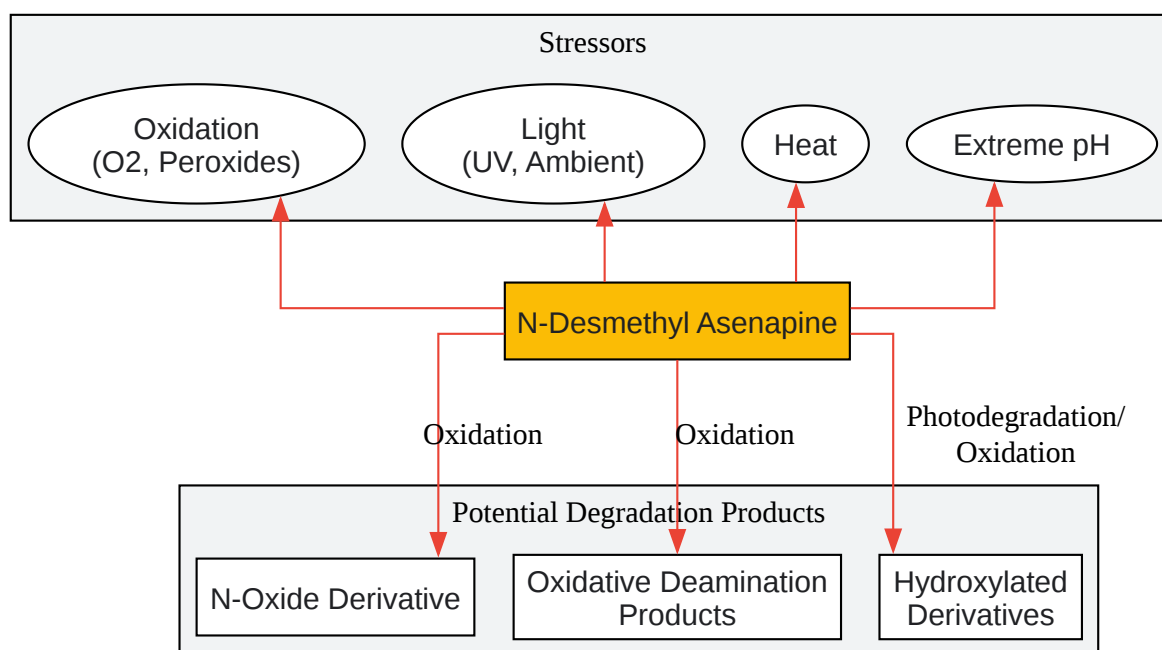 Stressors
Oxidation
(O2, Peroxides)
Light
(UV, Ambient)
Heat
Extreme pH
N-Desmethyl Asenapine
Oxidation
Oxidation
Photodegradation/
Oxidation
Potential Degradation Products
N-Oxide Derivative
Oxidative Deamination
Products
Hydroxylated
Derivatives